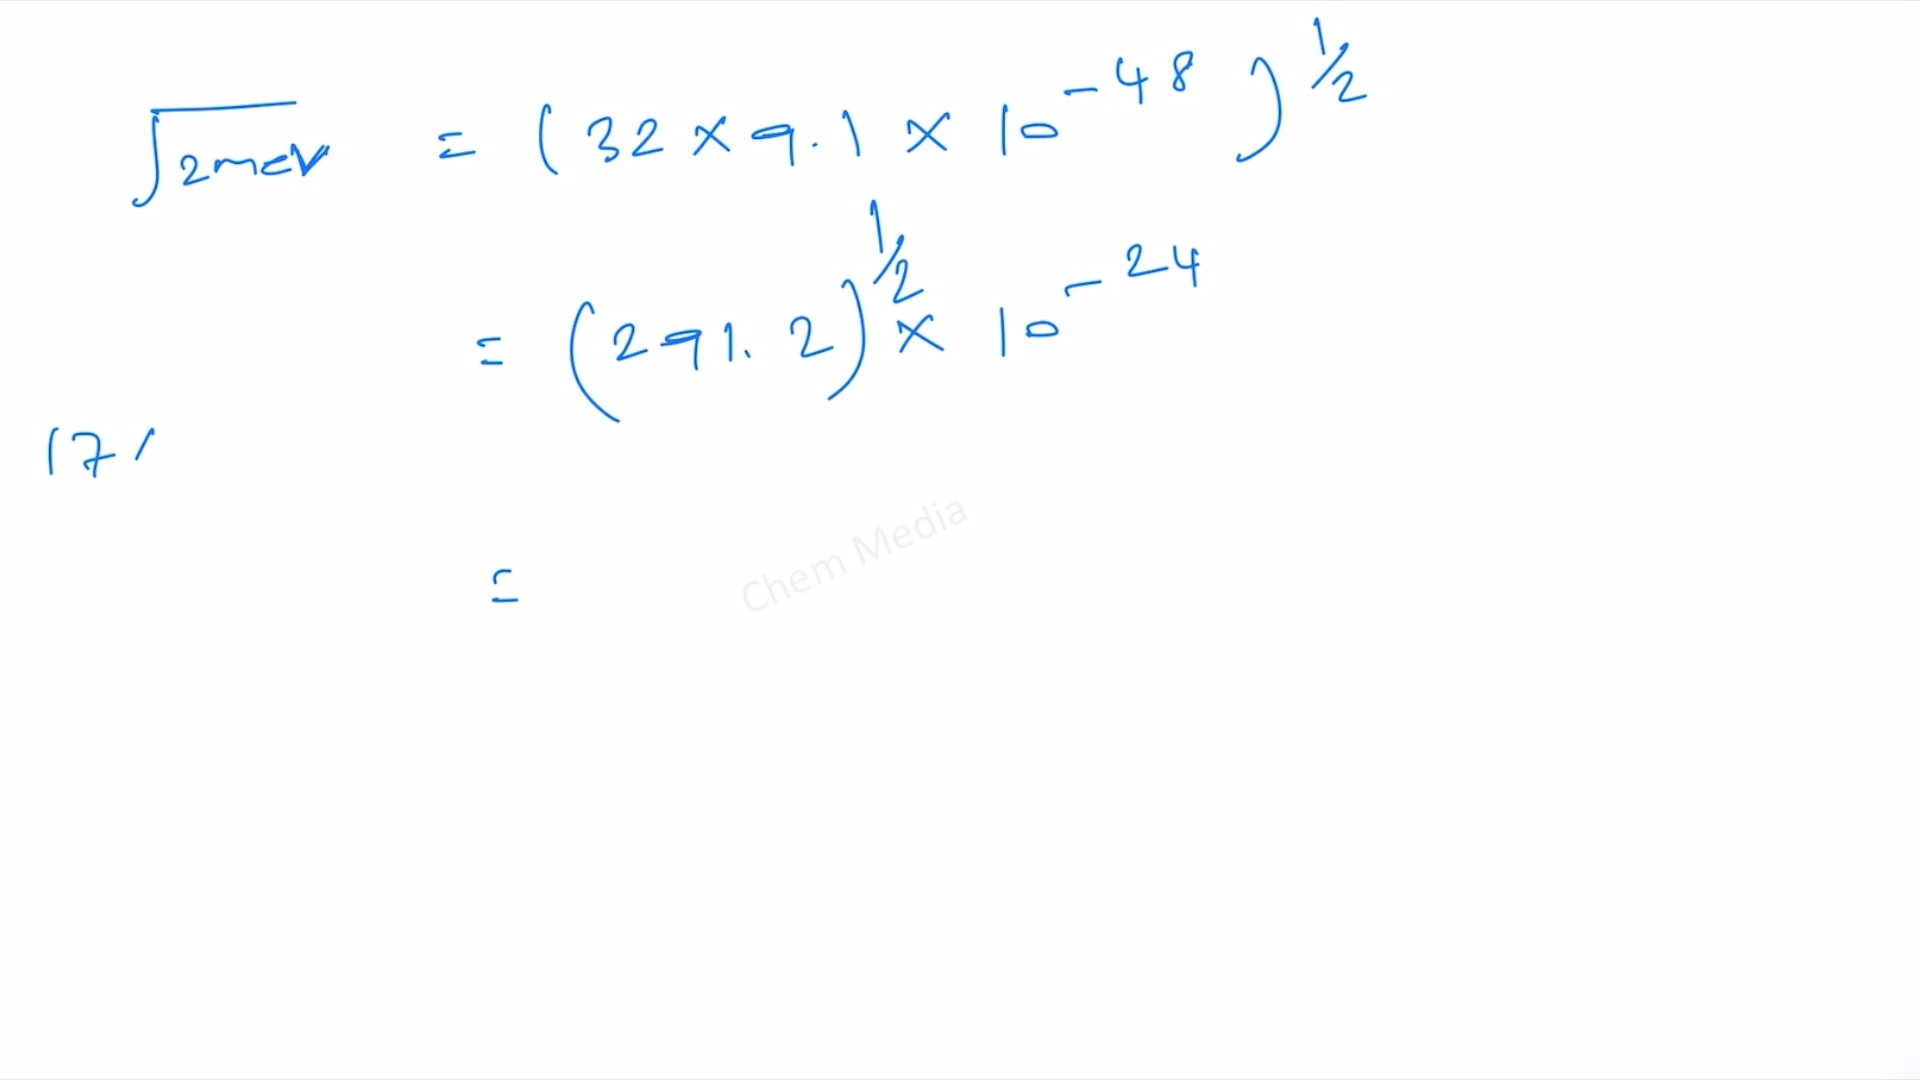 √2meV = (32 × 9.1 × 10^-48)^1/2
= (291.2)^1/2 × 10^-24
17
=
Chem Media